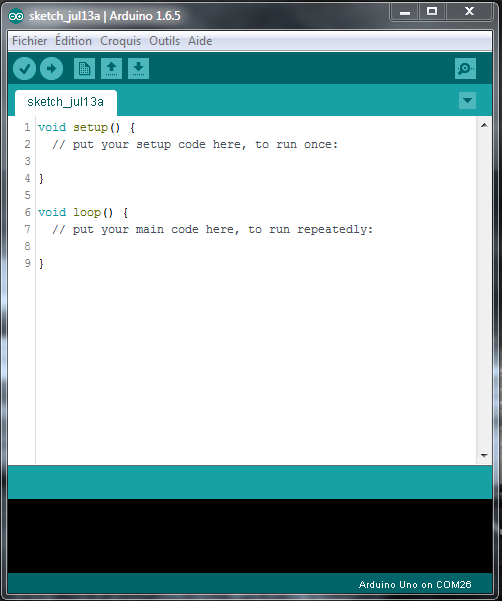 sketch_jul13a | Arduino 1.6.5
Fichier Édition Croquis Outils Aide
sketch_jul13a
1 void setup() {
2   // put your setup code here, to run once:
3
4 }
5
6 void loop() {
7   // put your main code here, to run repeatedly:
8
9 }
Arduino Uno on COM26